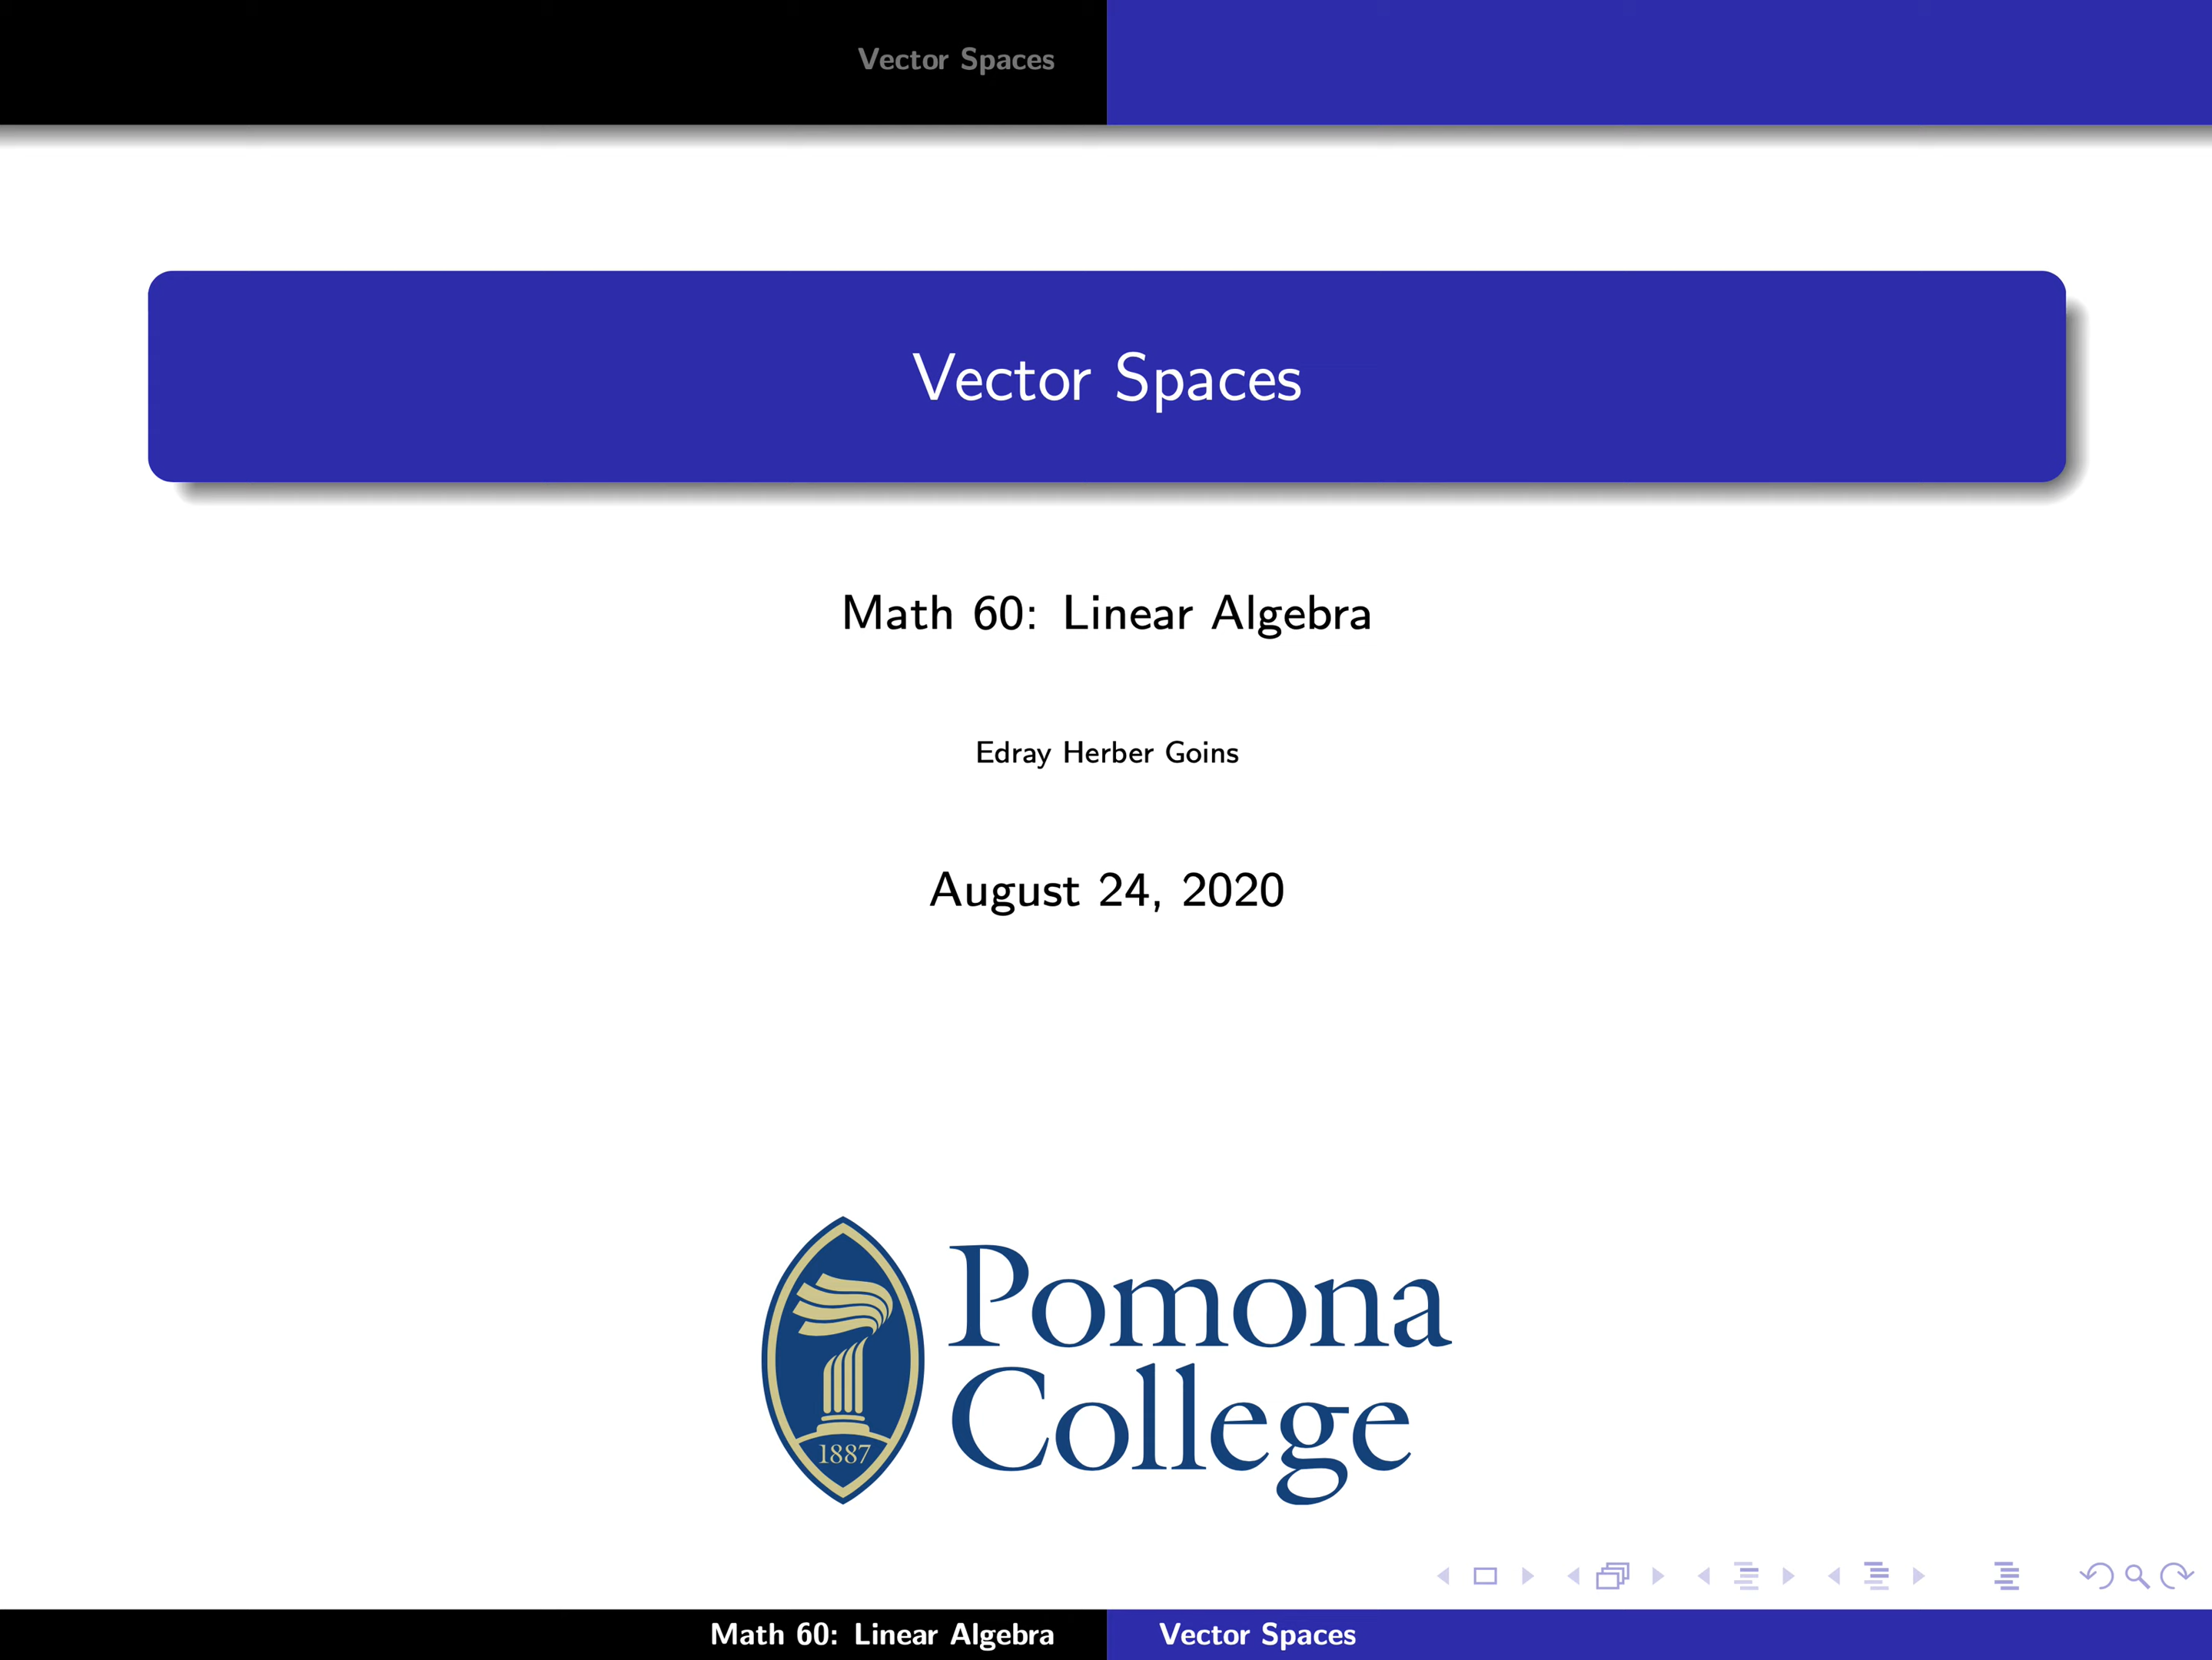 Vector Spaces
Vector Spaces
Math 60: Linear Algebra
Edray Herber Goins
August 24, 2020
1887
Pomona
College
Math 60: Linear Algebra
Vector Spaces